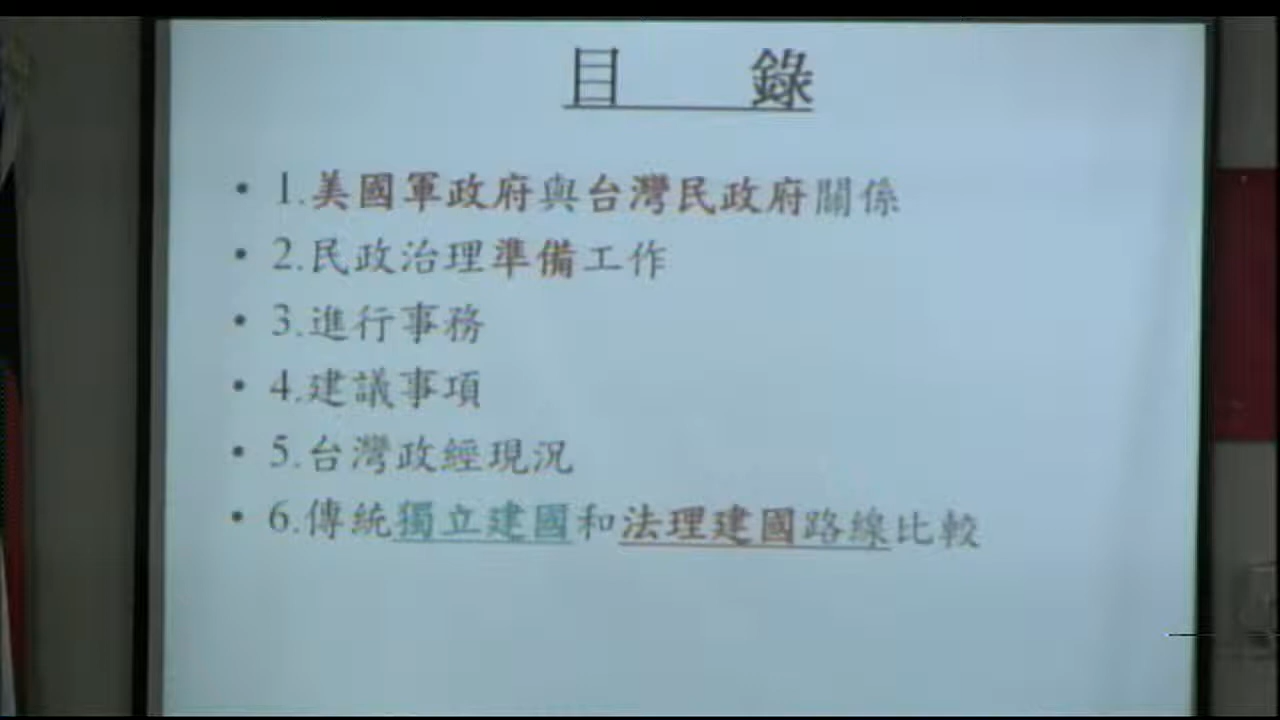 目 錄
• 1.美國軍政府與台灣民政府關係
• 2.民政治理準備工作
• 3.進行事務
• 4.建議事項
• 5.台灣政經現況
• 6.傳統獨立建國和法理建國路線比較